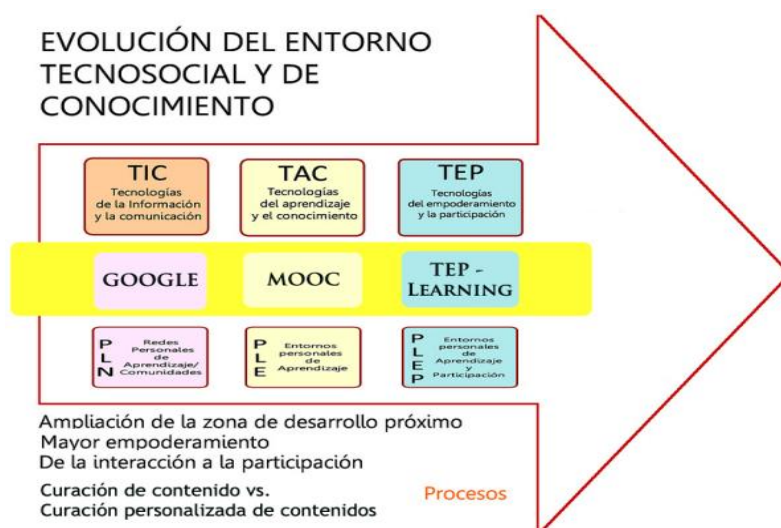 EVOLUCIÓN DEL ENTORNO
TECNOSOCIAL Y DE
CONOCIMIENTO
TIC
Tecnologías
de la Información
y la comunicación
TAC
Tecnologías
del aprendizaje
y el conocimiento
TEP
Tecnologías
del empoderamiento
y la participación
GOOGLE
MOOC
TEP -
LEARNING
PLN
Redes
Personales
de
Aprendizaje/
Comunidades
PLE
Entornos
personales
de
Aprendizaje
PLEP
Entornos
personales
de
Aprendizaje
y
Participación
Ampliación de la zona de desarrollo próximo
Mayor empoderamiento
De la interacción a la participación
Curación de contenido vs.
Curación personalizada de contenidos
Procesos